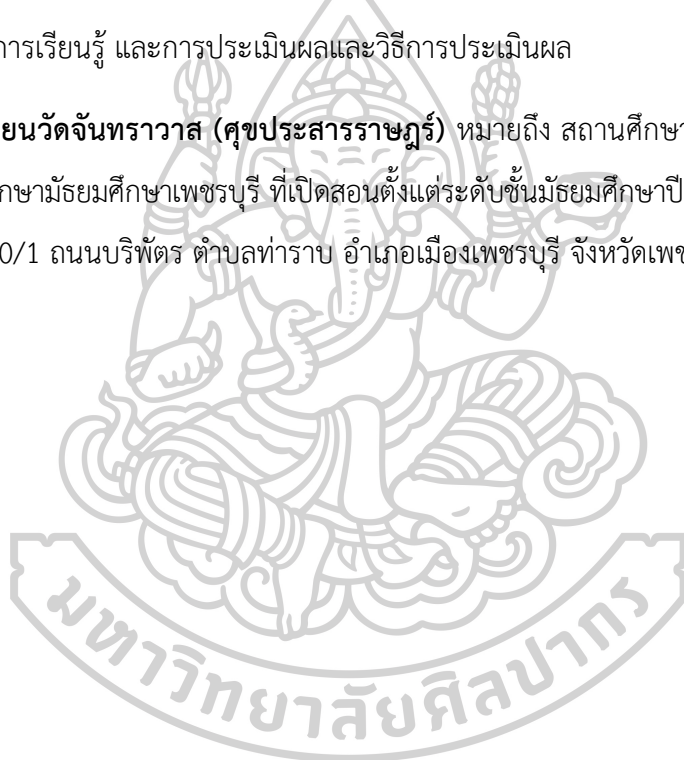 การเรียนรู้ และการประเมินผลและวิธีการประเมินผล
ยนวัดจันทราวาส (ศุขประสารราษฎร์) หมายถึง สถานศึกษา
กษามัธยมศึกษาเพชรบุรี ที่เปิดสอนตั้งแต่ระดับชั้นมัธยมศึกษาปี
0/1 ถนนบริพัตร ตำบลท่าราบ อำเภอเมืองเพชรบุรี จังหวัดเพช
มหาวิทยาลัยศิลปากร